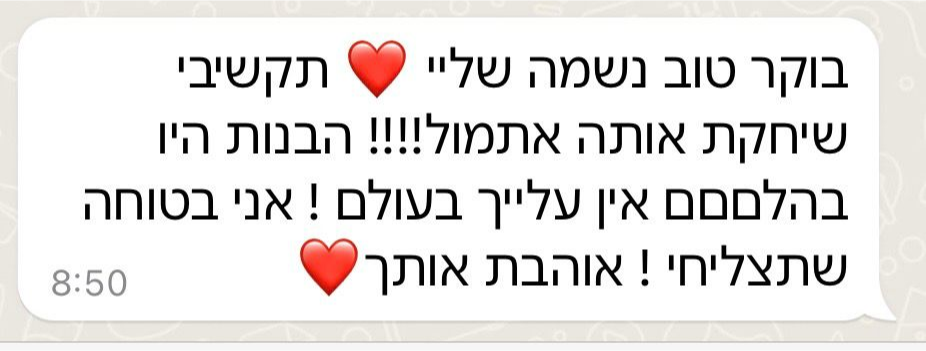 בוקר טוב נשמה שליי ❤️ תקשיבי
שיחקת אותה אתמול!!!! הבנות היו
בהלםםם אין עלייך בעולם ! אני בטוחה
שתצליחי ! אוהבת אותך❤️
8:50